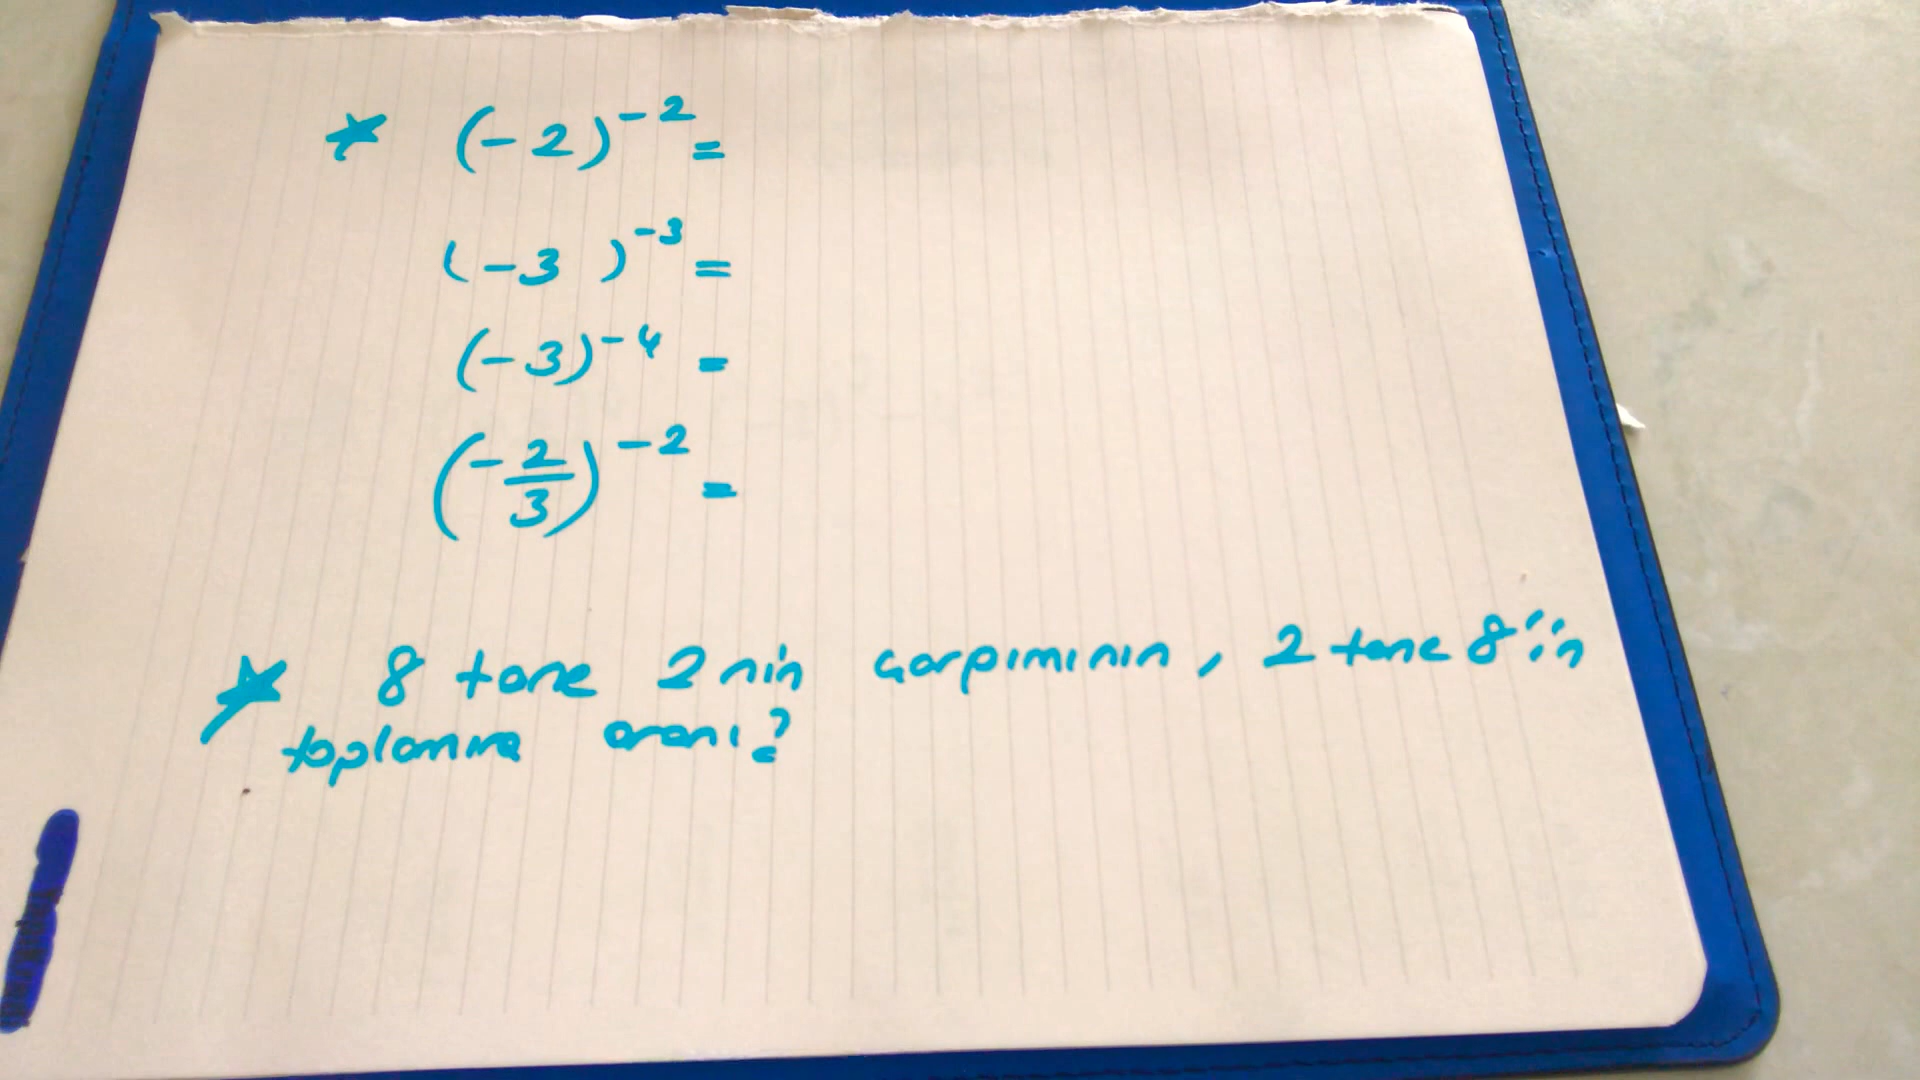 * (-2)^-2 =
(-3 )^-3 =
(-3)^-4 =
(-2/3)^-2 =
* 8 tane 2 nin çarpımının, 2 tane 8'in
toplamına oranı?